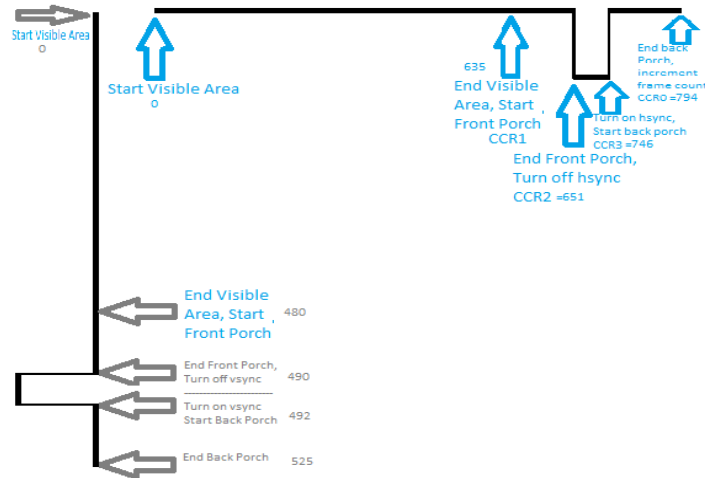 Start Visible Area
0
Start Visible Area
0
635
End Visible
Area, Start
Front Porch
CCR1
End Front Porch,
Turn off hsync
CCR2 =651
Turn on hsync,
Start back porch
CCR3 =746
End back
Porch,
increment
frame count
CCR0 =794
End Visible
Area, Start
Front Porch
480
End Front Porch,
Turn off vsync
490
Turn on vsync
Start Back Porch
492
End Back Porch
525